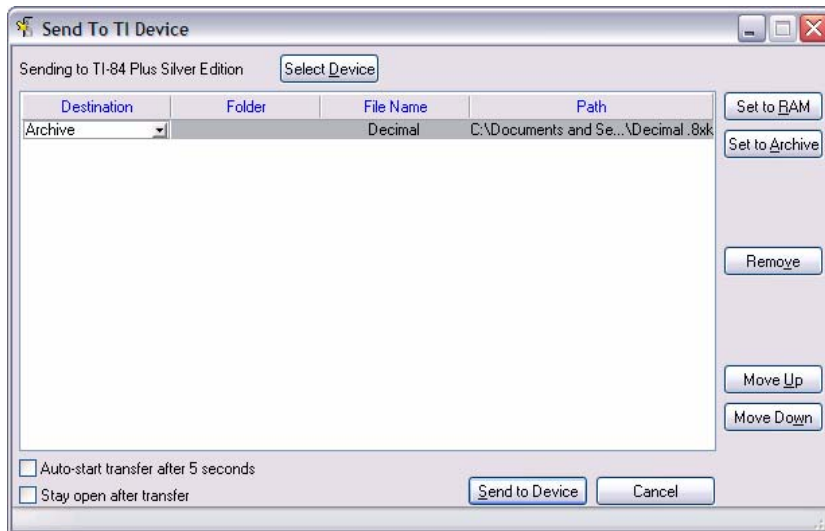 Send To TI Device
Sending to TI-84 Plus Silver Edition Select Device
Destination Folder File Name Path
Archive Decimal C:\Documents and Se...\Decimal .8xk
Set to RAM
Set to Archive
Remove
Move Up
Move Down
Auto-start transfer after 5 seconds
Stay open after transfer
Send to Device Cancel